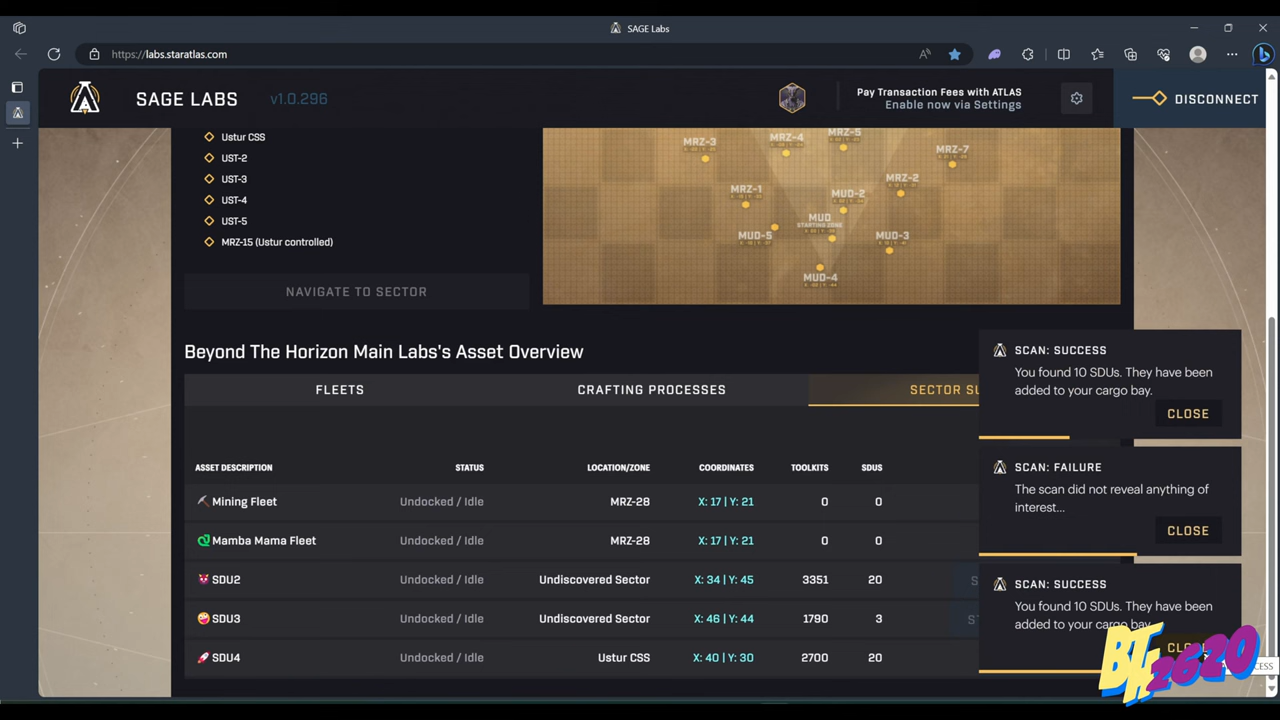 SAGE Labs
https://labs.staratlas.com
SAGE LABS
v1.0.296
Pay Transaction Fees with ATLAS
Enable now via Settings
DISCONNECT
Ustur CSS
UST-2
UST-3
UST-4
UST-5
MRZ-15 (Ustur controlled)
NAVIGATE TO SECTOR
MRZ-3
MRZ-4
MRZ-5
MRZ-7
MRZ-1
MRZ-2
MUD-2
MUD
STARTING ZONE
MUD-5
MUD-3
MUD-4
Beyond The Horizon Main Labs's Asset Overview
FLEETS
CRAFTING PROCESSES
SECTOR SU
ASSET DESCRIPTION
STATUS
LOCATION/ZONE
COORDINATES
TOOLKITS
SDUS
Mining Fleet
Undocked / Idle
MRZ-28
X: 17 | Y: 21
0
0
Mamba Mama Fleet
Undocked / Idle
MRZ-28
X: 17 | Y: 21
0
0
SDU2
Undocked / Idle
Undiscovered Sector
X: 34 | Y: 45
3351
20
SDU3
Undocked / Idle
Undiscovered Sector
X: 46 | Y: 44
1790
3
SDU4
Undocked / Idle
Ustur CSS
X: 40 | Y: 30
2700
20
SCAN: SUCCESS
You found 10 SDUs. They have been
added to your cargo bay.
CLOSE
SCAN: FAILURE
The scan did not reveal anything of
interest...
CLOSE
SCAN: SUCCESS
You found 10 SDUs. They have been
added to your cargo bay.
BTH2620